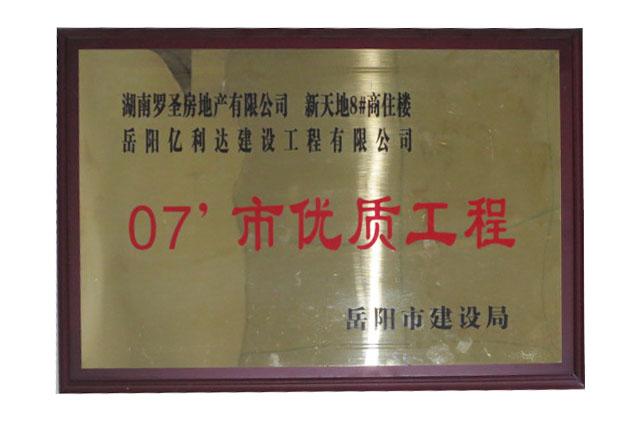 湖南罗圣房地产有限公司 新天地8#商住楼
岳阳亿利达建设工程有限公司
07’市优质工程
岳阳市建设局